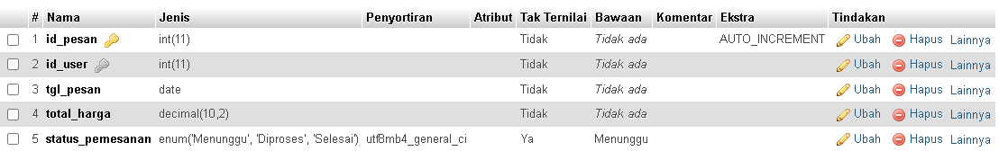 # Nama Jenis Penyortiran Atribut Tak Ternilai Bawaan Komentar Ekstra Tindakan
1 id_pesan int(11) Tidak Tidak ada AUTO_INCREMENT Ubah Hapus Lainnya
2 id_user int(11) Tidak Tidak ada Ubah Hapus Lainnya
3 tgl_pesan date Tidak Tidak ada Ubah Hapus Lainnya
4 total_harga decimal(10,2) Tidak Tidak ada Ubah Hapus Lainnya
5 status_pemesanan enum('Menunggu', 'Diproses', 'Selesai') utf8mb4_general_ci Ya Menunggu Ubah Hapus Lainnya